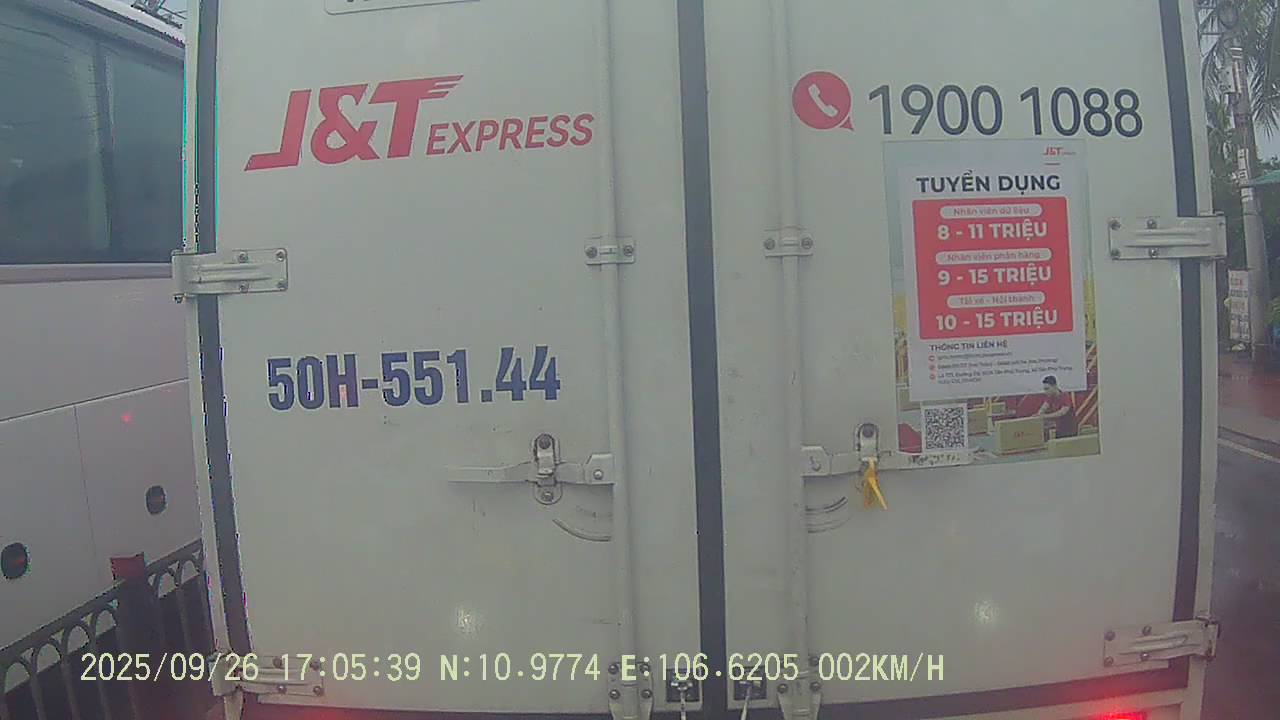 J&T EXPRESS
1900 1088
J&T
TUYỂN DỤNG
Nhân viên dữ liệu
8 - 11 TRIỆU
Nhân viên phân hàng
9 - 15 TRIỆU
Tài xế - Nội thành
10 - 15 TRIỆU
THÔNG TIN LIÊN HỆ
50H-551.44
2025/09/26 17:05:39 N:10.9774 E:106.6205 002KM/H